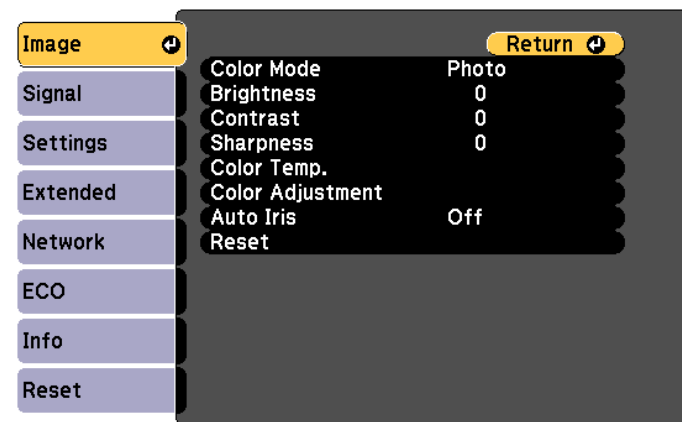 Image
Signal
Settings
Extended
Network
ECO
Info
Reset
Return
Color Mode Photo
Brightness 0
Contrast 0
Sharpness 0
Color Temp.
Color Adjustment
Auto Iris Off
Reset